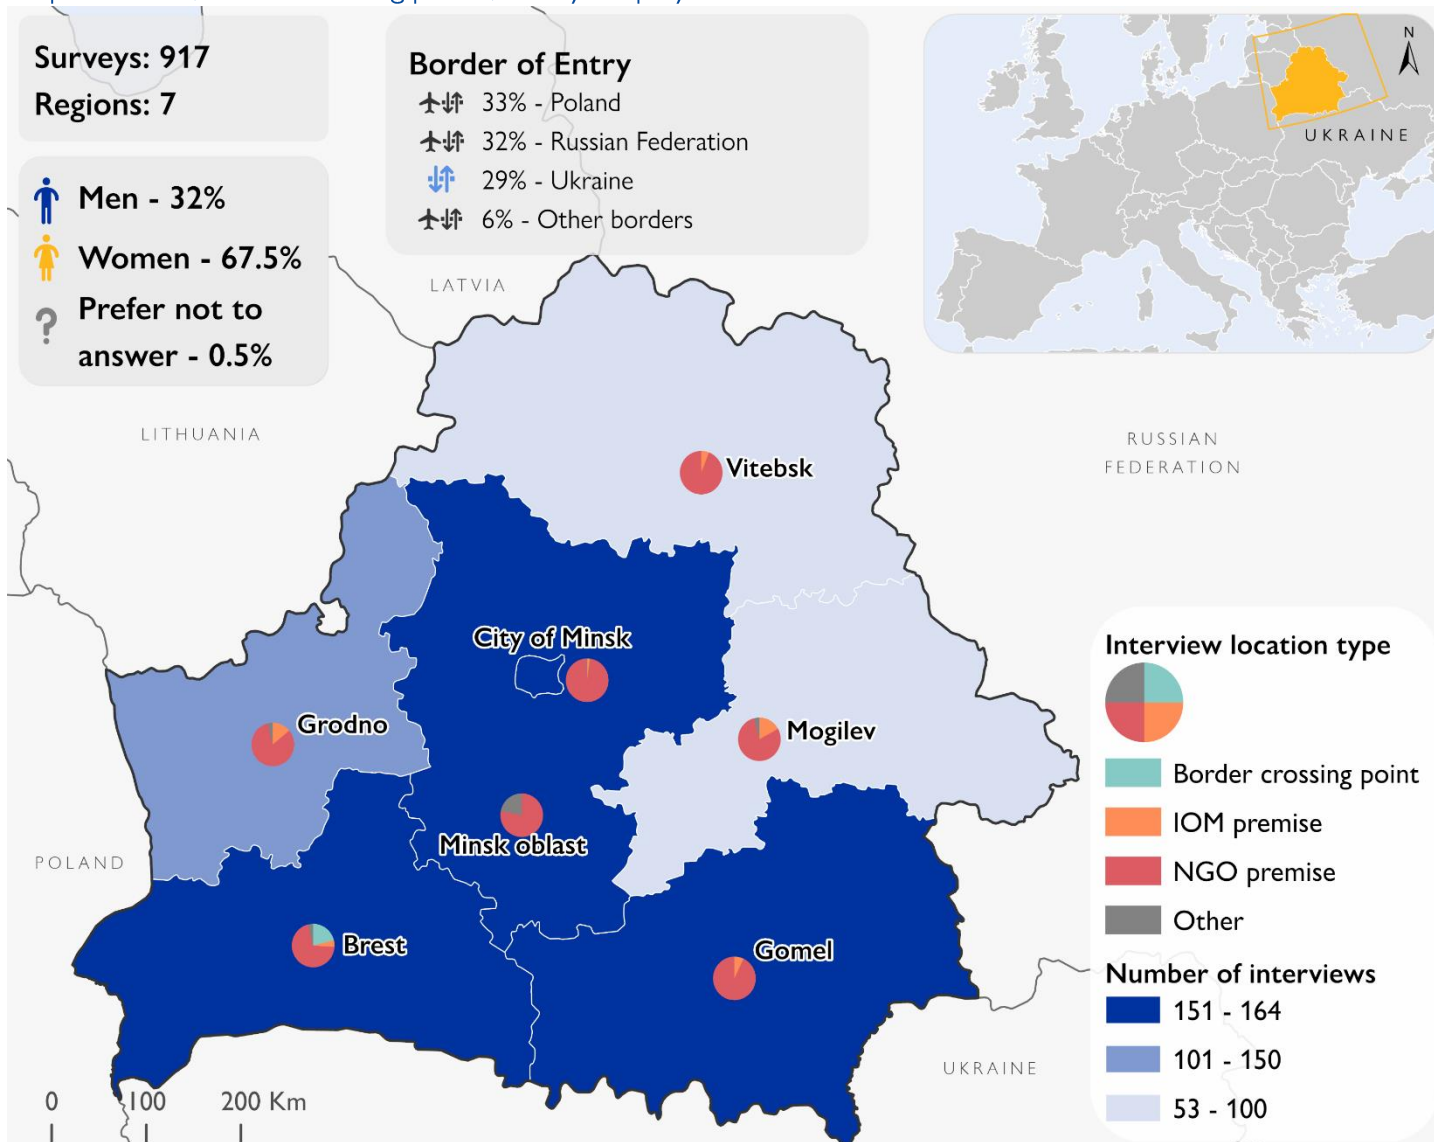 Surveys: 917
Regions: 7
Men - 32%
Women - 67.5%
Prefer not to
answer - 0.5%
Border of Entry
33% - Poland
32% - Russian Federation
29% - Ukraine
6% - Other borders
N
UKRAINE
LATVIA
LITHUANIA
RUSSIAN
FEDERATION
Vitebsk
City of Minsk
Grodno
Mogilev
Minsk oblast
POLAND
Brest
Gomel
UKRAINE
Interview location type
Border crossing point
IOM premise
NGO premise
Other
Number of interviews
151 - 164
101 - 150
53 - 100
0 100 200 Km